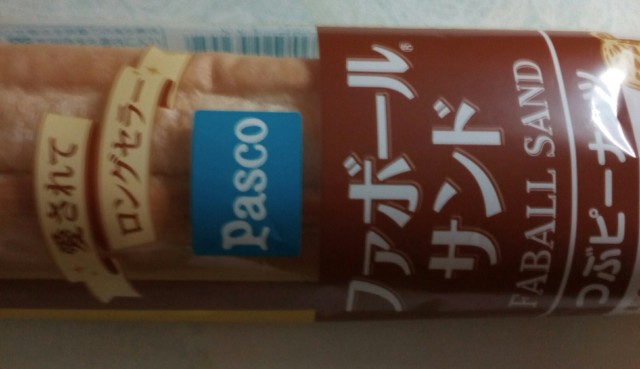 愛されて
ロングセラー
Pasco
ファボール®
サンド
FABALL SAND
つぶピーナッツ